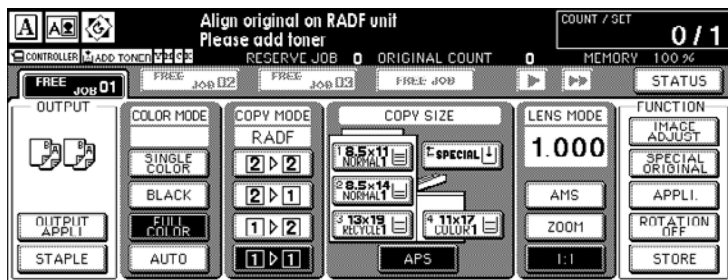 Align original on RADF unit
Please add toner
COUNT / SET
0 / 1
A A
CONTROLLER ADD TONER Y M C K
RESERVE JOB 0 ORIGINAL COUNT 0 MEMORY 100 %
FREE JOB 01
FREE JOB 02
FREE JOB 03
FREE JOB
STATUS
OUTPUT
OUTPUT APPLI
STAPLE
COLOR MODE
SINGLE COLOR
BLACK
FULL COLOR
AUTO
COPY MODE
RADF
2 ▷ 2
2 ▷ 1
1 ▷ 2
1 ▷ 1
COPY SIZE
1 8.5×11 NORMAL1
SPECIAL
2 8.5×14 NORMAL1
3 13×19 RECYCLE1
4 11×17 COLOR1
APS
LENS MODE
1.000
AMS
ZOOM
1:1
FUNCTION
IMAGE ADJUST
SPECIAL ORIGINAL
APPLI.
ROTATION OFF
STORE